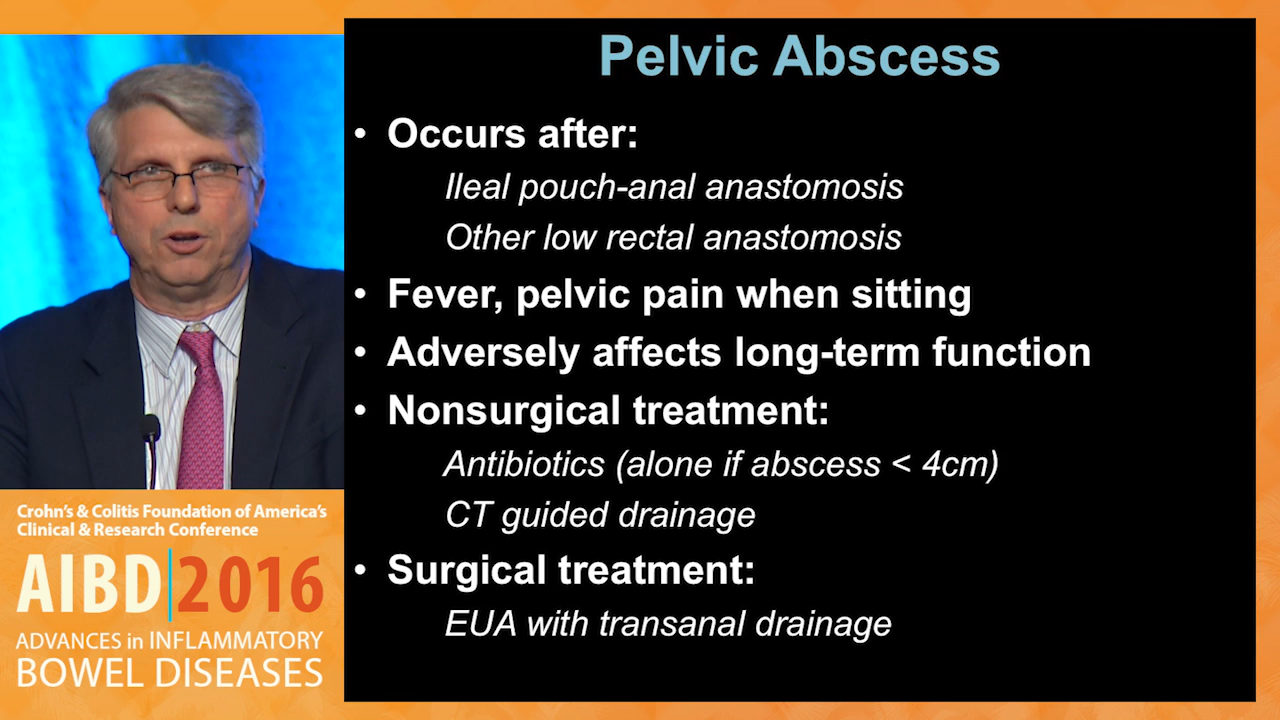 Pelvic Abscess
• Occurs after:
Ileal pouch-anal anastomosis
Other low rectal anastomosis
• Fever, pelvic pain when sitting
• Adversely affects long-term function
• Nonsurgical treatment:
Antibiotics (alone if abscess < 4cm)
CT guided drainage
• Surgical treatment:
EUA with transanal drainage
Crohn's & Colitis Foundation of America's
Clinical & Research Conference
AIBD|2016
ADVANCES in INFLAMMATORY
BOWEL DISEASES